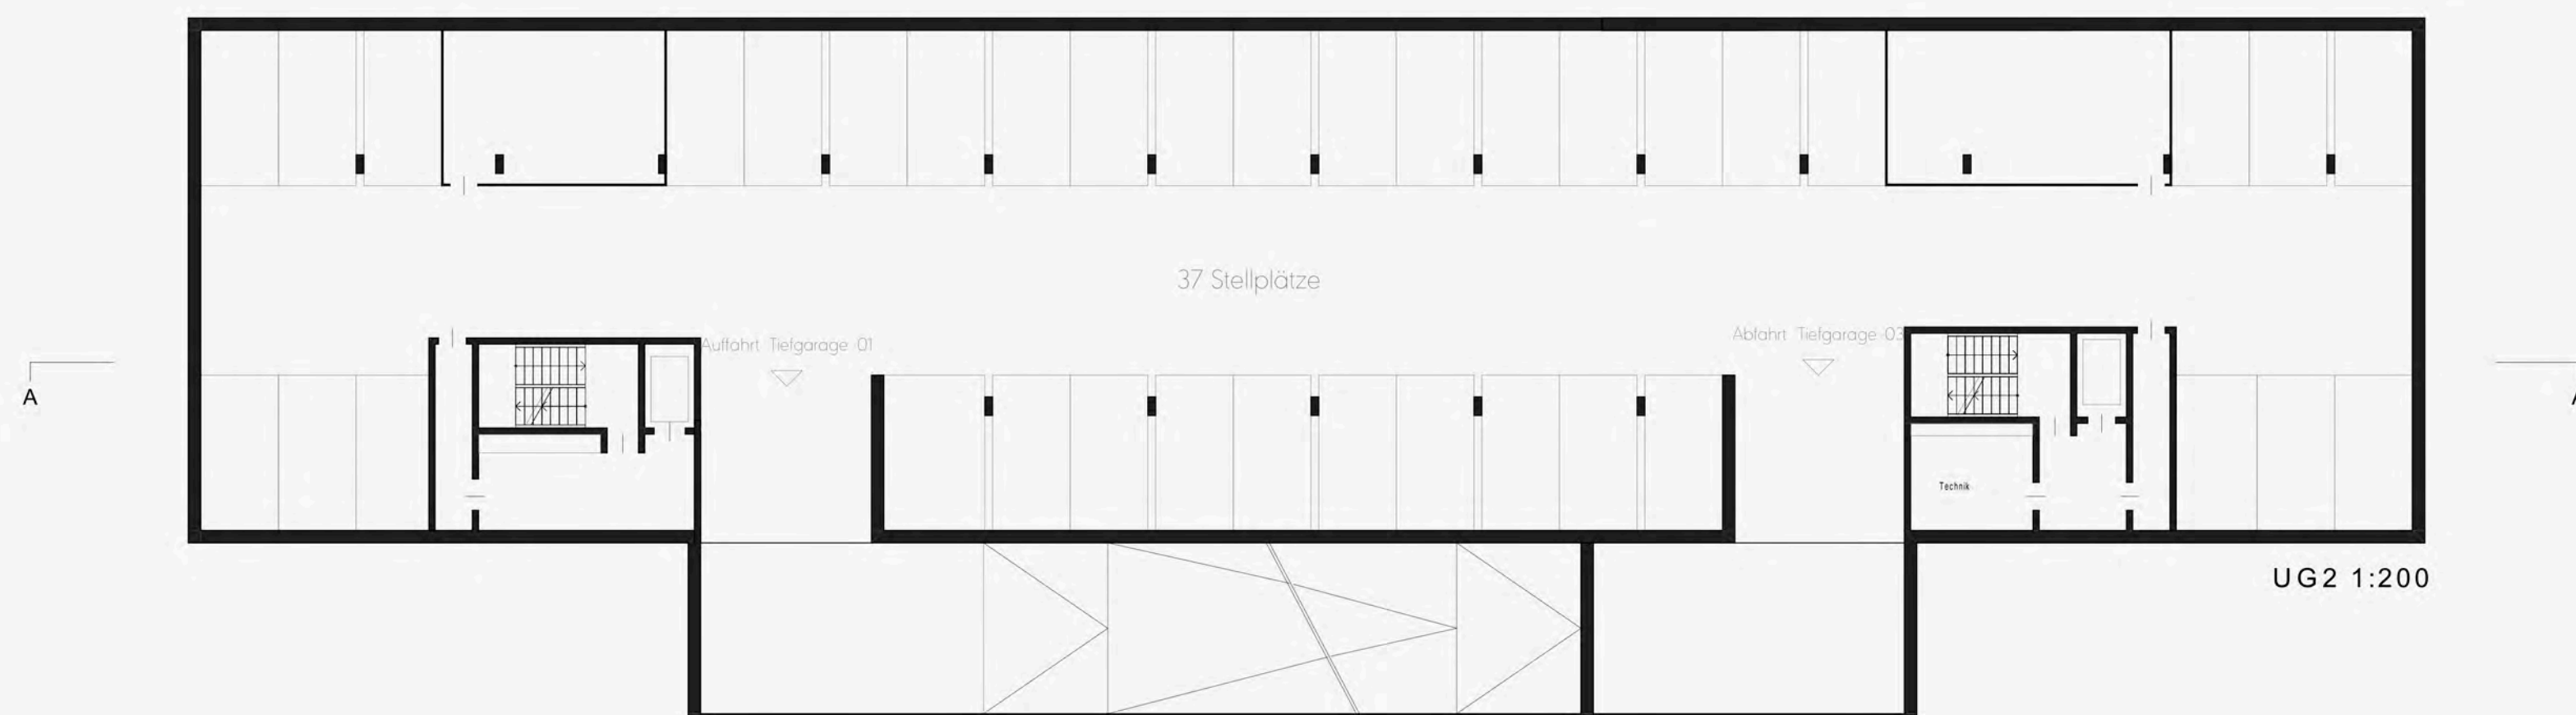 37 Stellplätze
Auffahrt Tiefgarage 01
Abfahrt Tiefgarage 03
A
Technik
UG2 1:200